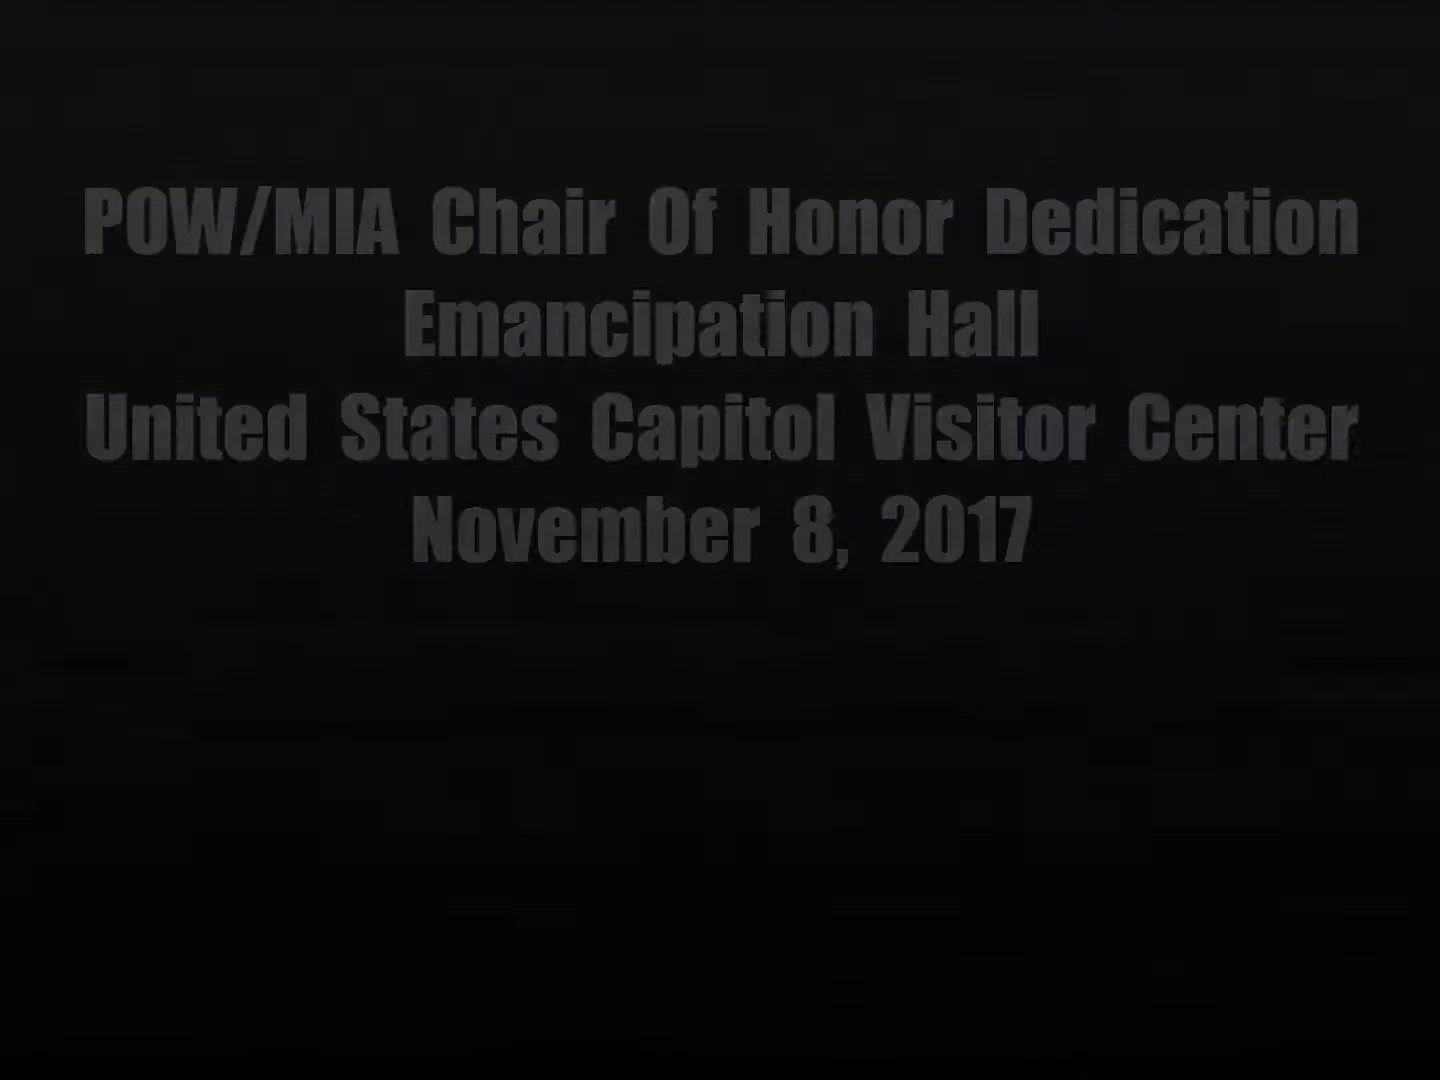 POW/MIA Chair Of Honor Dedication
Emancipation Hall
United States Capitol Visitor Center
November 8, 2017